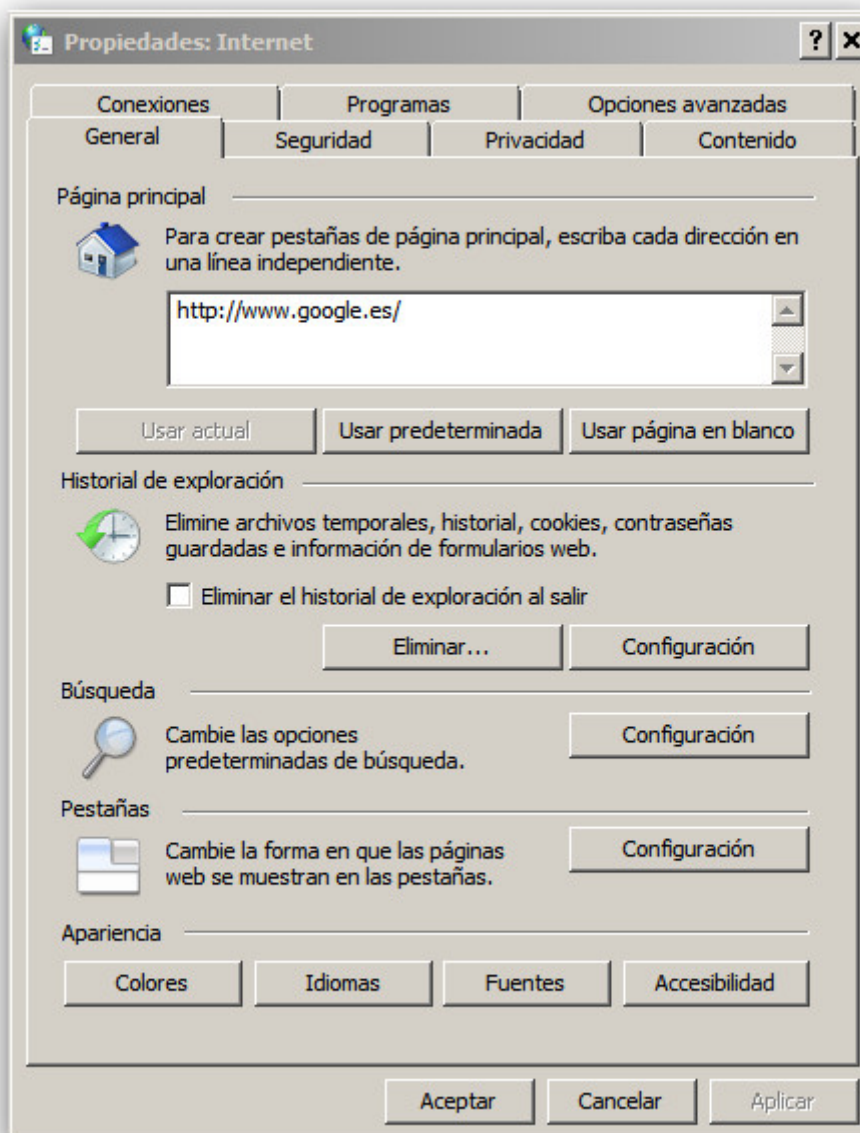 Propiedades: Internet
Conexiones Programas Opciones avanzadas
General Seguridad Privacidad Contenido
Página principal
Para crear pestañas de página principal, escriba cada dirección en
una línea independiente.
http://www.google.es/
Usar actual Usar predeterminada Usar página en blanco
Historial de exploración
Elimine archivos temporales, historial, cookies, contraseñas
guardadas e información de formularios web.
Eliminar el historial de exploración al salir
Eliminar... Configuración
Búsqueda
Cambie las opciones
predeterminadas de búsqueda.
Configuración
Pestañas
Cambie la forma en que las páginas
web se muestran en las pestañas.
Configuración
Apariencia
Colores Idiomas Fuentes Accesibilidad
Aceptar Cancelar Aplicar